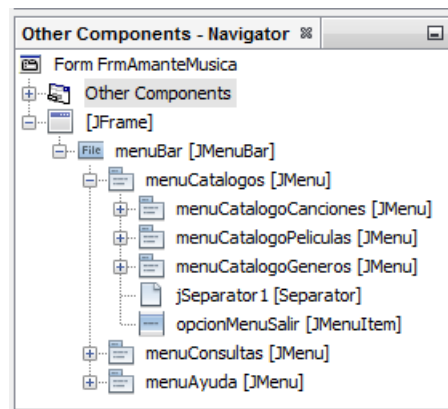 Other Components - Navigator
Form FrmAmanteMusica
Other Components
[JFrame]
File menuBar [JMenuBar]
menuCatalogos [JMenu]
menuCatalogoCanciones [JMenu]
menuCatalogoPeliculas [JMenu]
menuCatalogoGeneros [JMenu]
jSeparator1 [Separator]
opcionMenuSalir [JMenuItem]
menuConsultas [JMenu]
menuAyuda [JMenu]